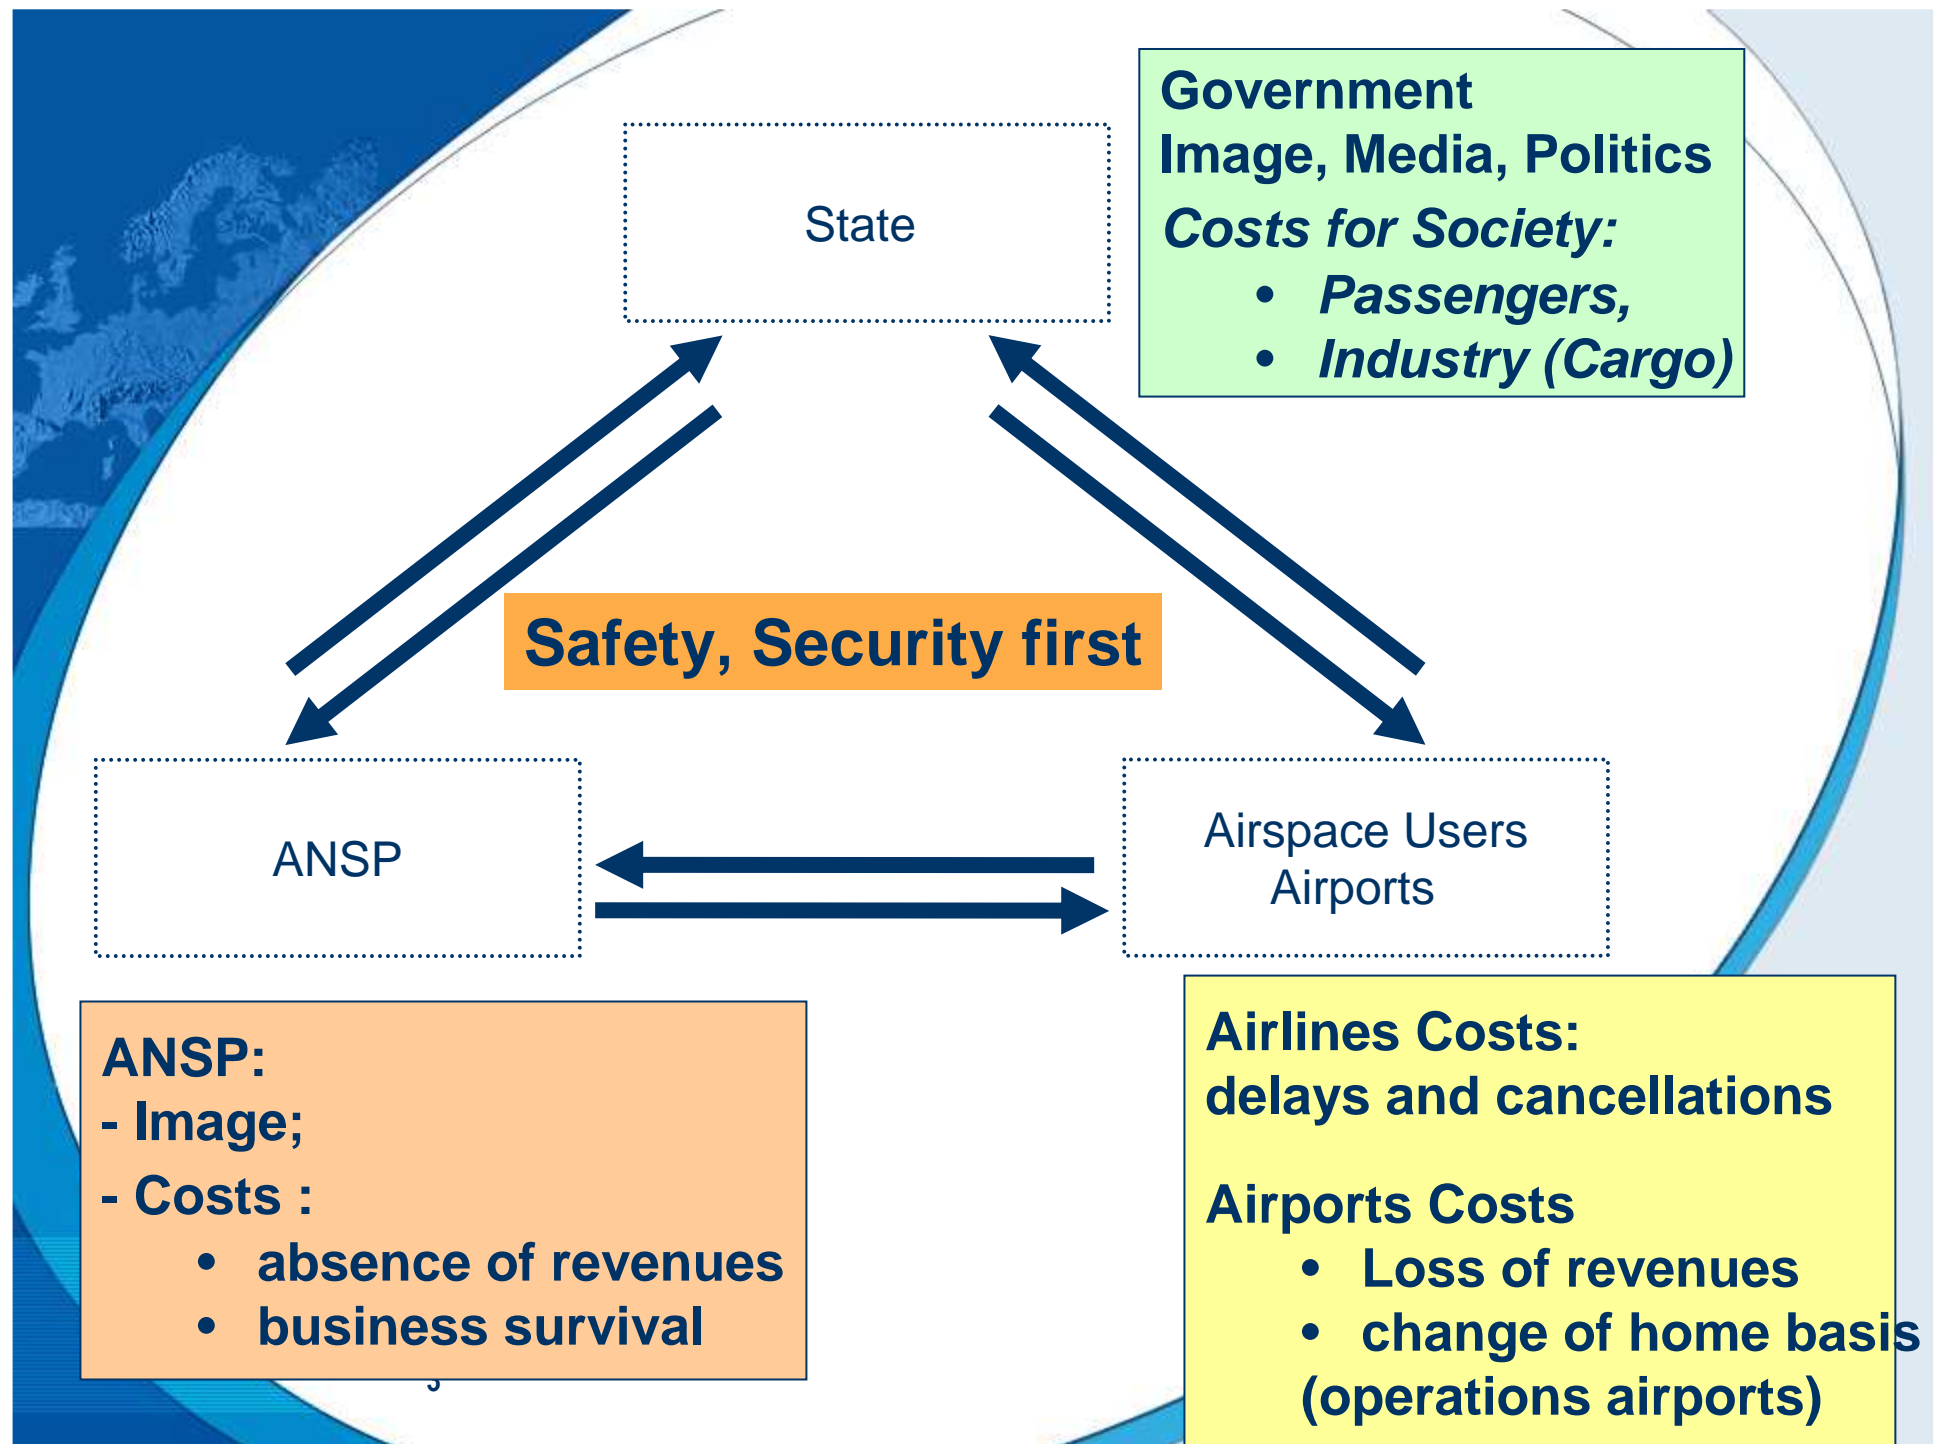 Government
Image, Media, Politics
Costs for Society:
• Passengers,
• Industry (Cargo)
State
Safety, Security first
ANSP
Airspace Users
Airports
ANSP:
- Image;
- Costs :
• absence of revenues
• business survival
Airlines Costs:
delays and cancellations
Airports Costs
• Loss of revenues
• change of home basis
(operations airports)